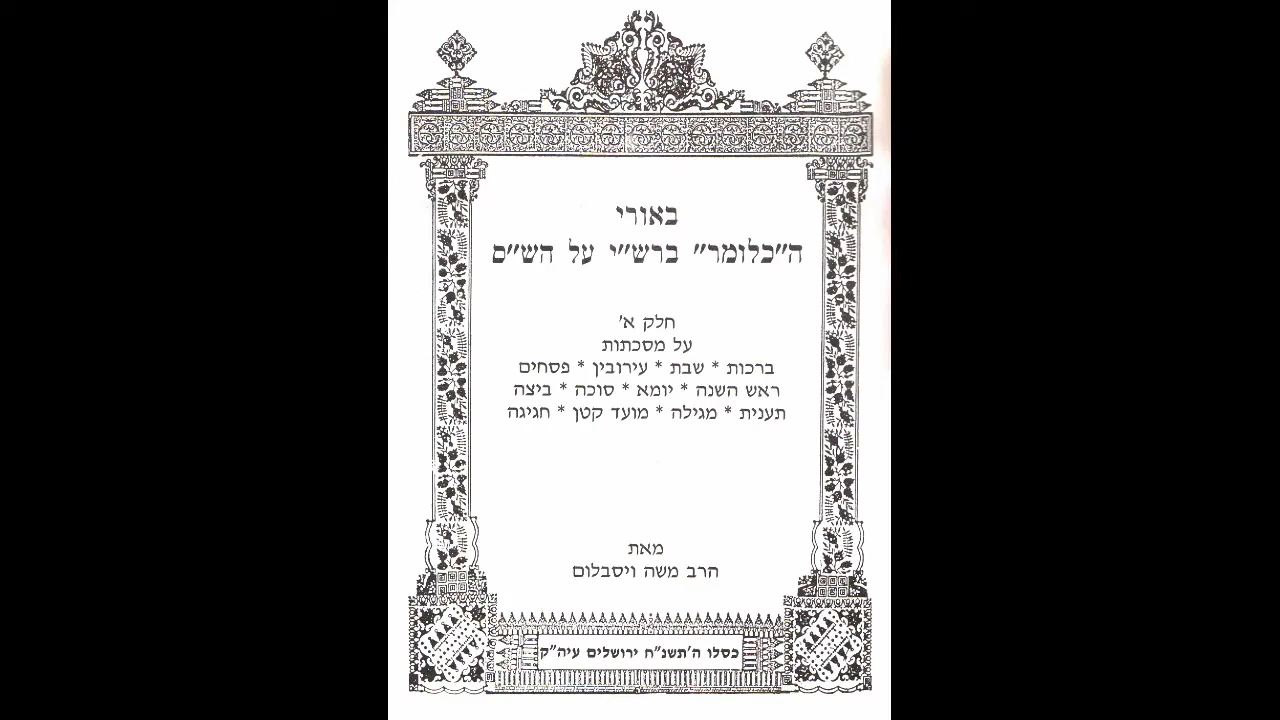 באורי
ה"כלומר" ברש"י על הש"ס
חלק א'
על מסכתות
ברכות * שבת * עירובין * פסחים
ראש השנה * יומא * סוכה * ביצה
תענית * מגילה * מועד קטן * חגיגה
מאת
הרב משה ויסבלום
כסלו ה'תשנ"ח ירושלים עיה"ק